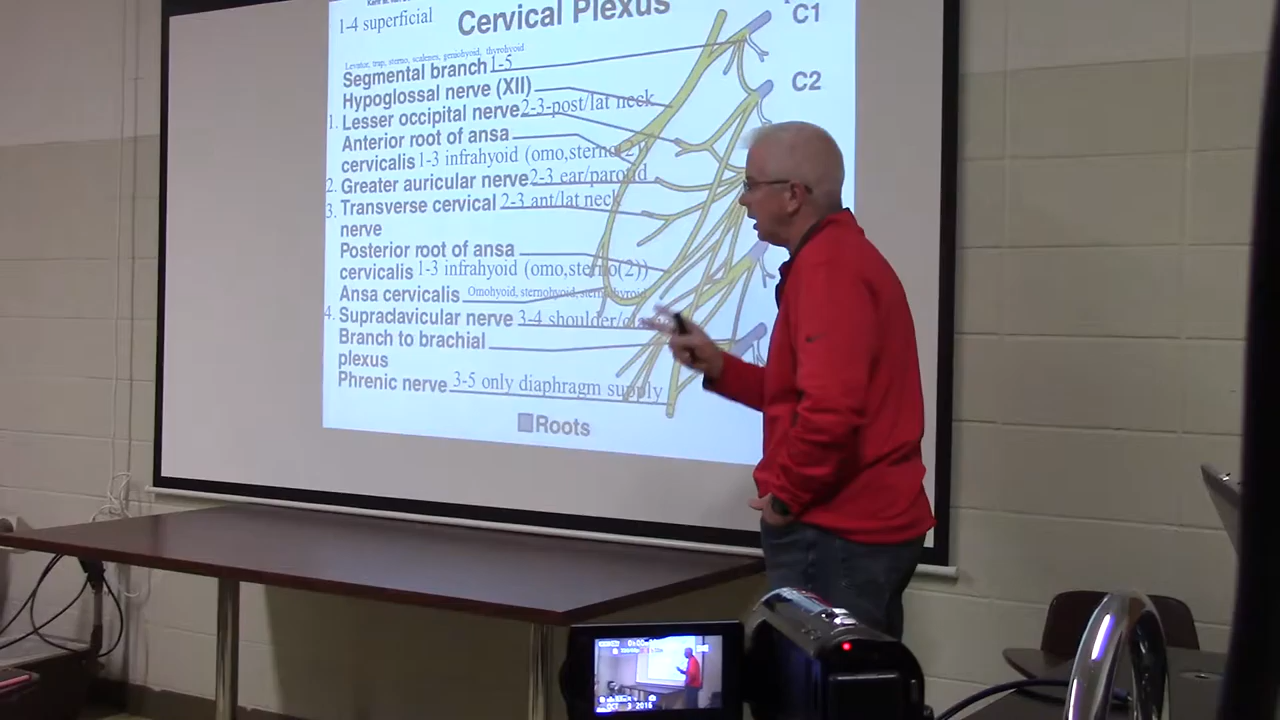 1-4 superficial
Cervical Plexus
C1
Levator, trap, sterno, scalenes, geniohyoid, thyrohyoid
Segmental branch 1-5
Hypoglossal nerve (XII)
C2
1. Lesser occipital nerve 2-3-post/lat neck
Anterior root of ansa
cervicalis 1-3 infrahyoid (omo,sterno(2))
2. Greater auricular nerve 2-3 ear/parotid
3. Transverse cervical 2-3 ant/lat neck
nerve
Posterior root of ansa
cervicalis 1-3 infrahyoid (omo,sterno(2))
Ansa cervicalis Omohyoid, sternohyoid, sternothyroid
4. Supraclavicular nerve 3-4 shoulder/
Branch to brachial
plexus
Phrenic nerve 3-5 only diaphragm supply
Roots
OCT 3 2016